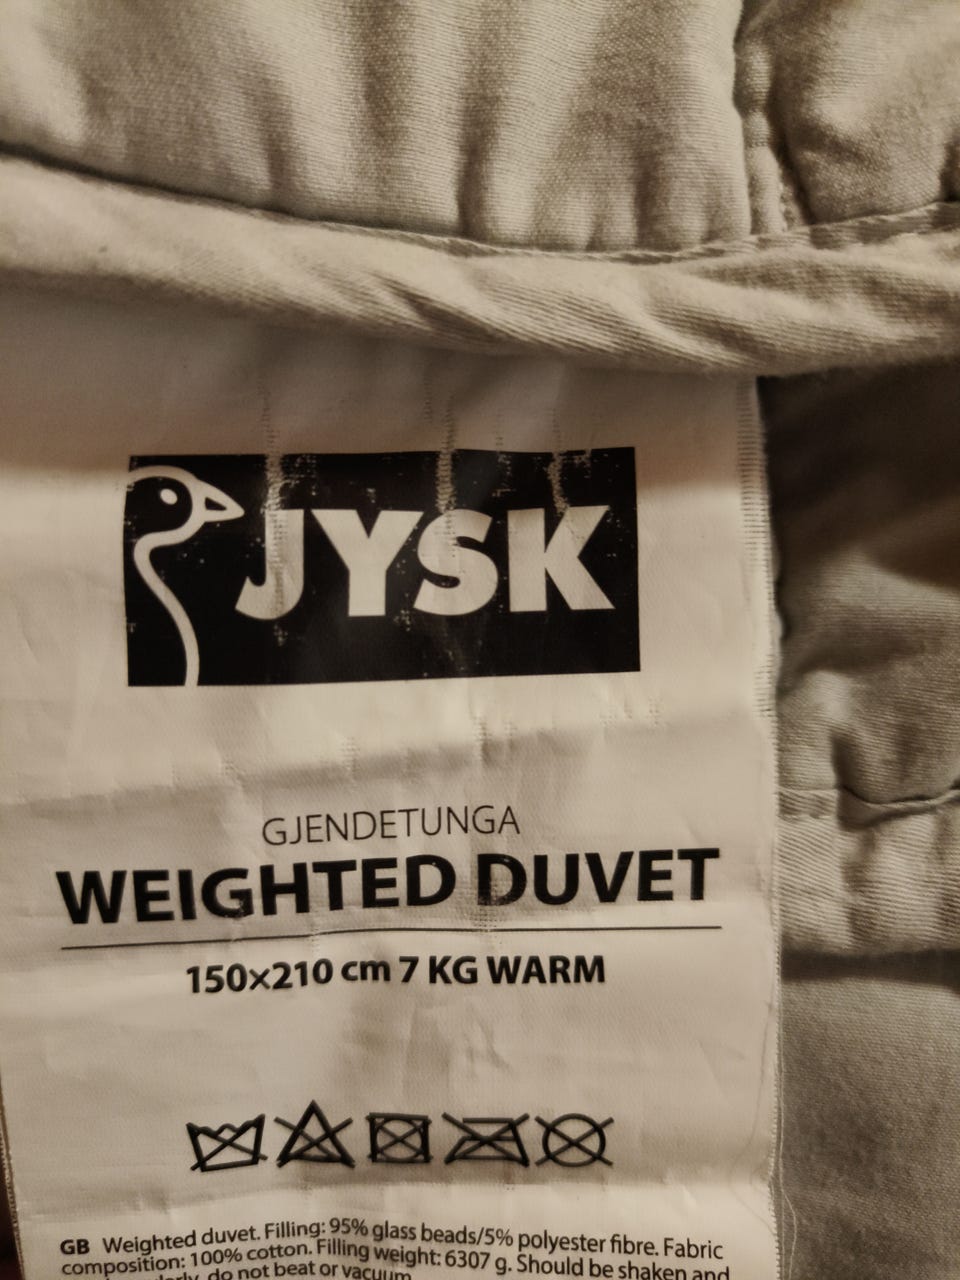 JYSK
GJENDETUNGA
WEIGHTED DUVET
150×210 cm 7 KG WARM
GB Weighted duvet. Filling: 95% glass beads/5% polyester fibre. Fabric
composition: 100% cotton. Filling weight: 6307 g. Should be shaken and
do not beat or vacuum